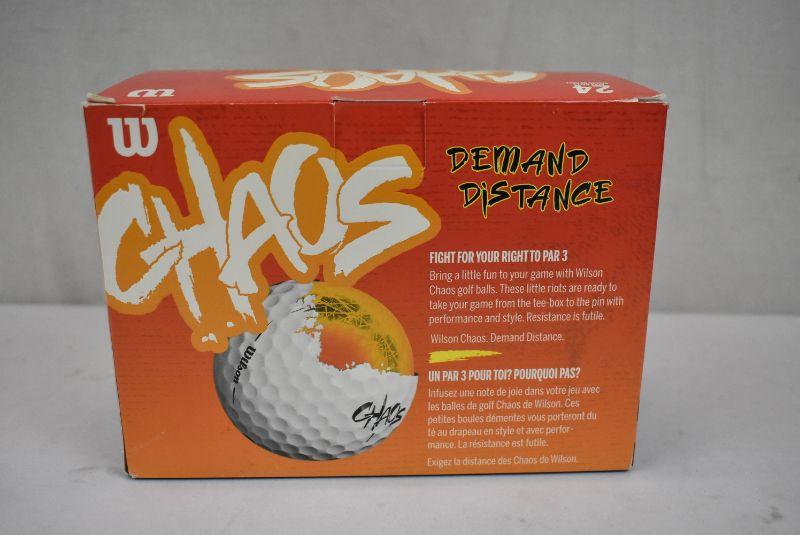 CHAOS
W
24
W
CHAOS
DEMAND
DISTANCE
FIGHT FOR YOUR RIGHT TO PAR 3
Bring a little fun to your game with Wilson
Chaos golf balls. These little riots are ready to
take your game from the tee-box to the pin with
performance and style. Resistance is futile.
Wilson Chaos. Demand Distance.
UN PAR 3 POUR TOI? POURQUOI PAS?
Infusez une note de joie dans votre jeu avec
les balles de golf Chaos de Wilson. Ces
petites boules démentes vous porteront du
té au drapeau en style et avec perfor-
mance. La résistance est futile.
Exigez la distance des Chaos de Wilson.
Wilson
CHAOS